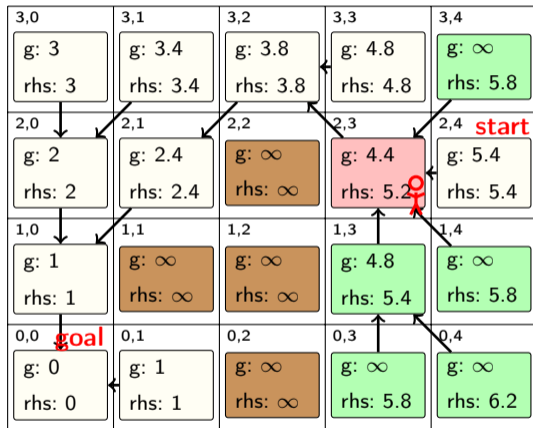 3,0 3,1 3,2 3,3 3,4
g: 3 g: 3.4 g: 3.8 g: 4.8 g: ∞
rhs: 3 rhs: 3.4 rhs: 3.8 rhs: 4.8 rhs: 5.8
2,0 2,1 2,2 2,3 2,4 start
g: 2 g: 2.4 g: ∞ g: 4.4 g: 5.4
rhs: 2 rhs: 2.4 rhs: ∞ rhs: 5.2 rhs: 5.4
1,0 1,1 1,2 1,3 1,4
g: 1 g: ∞ g: ∞ g: 4.8 g: ∞
rhs: 1 rhs: ∞ rhs: ∞ rhs: 5.4 rhs: 5.8
0,0 goal 0,1 0,2 0,3 0,4
g: 0 g: 1 g: ∞ g: ∞ g: ∞
rhs: 0 rhs: 1 rhs: ∞ rhs: 5.8 rhs: 6.2